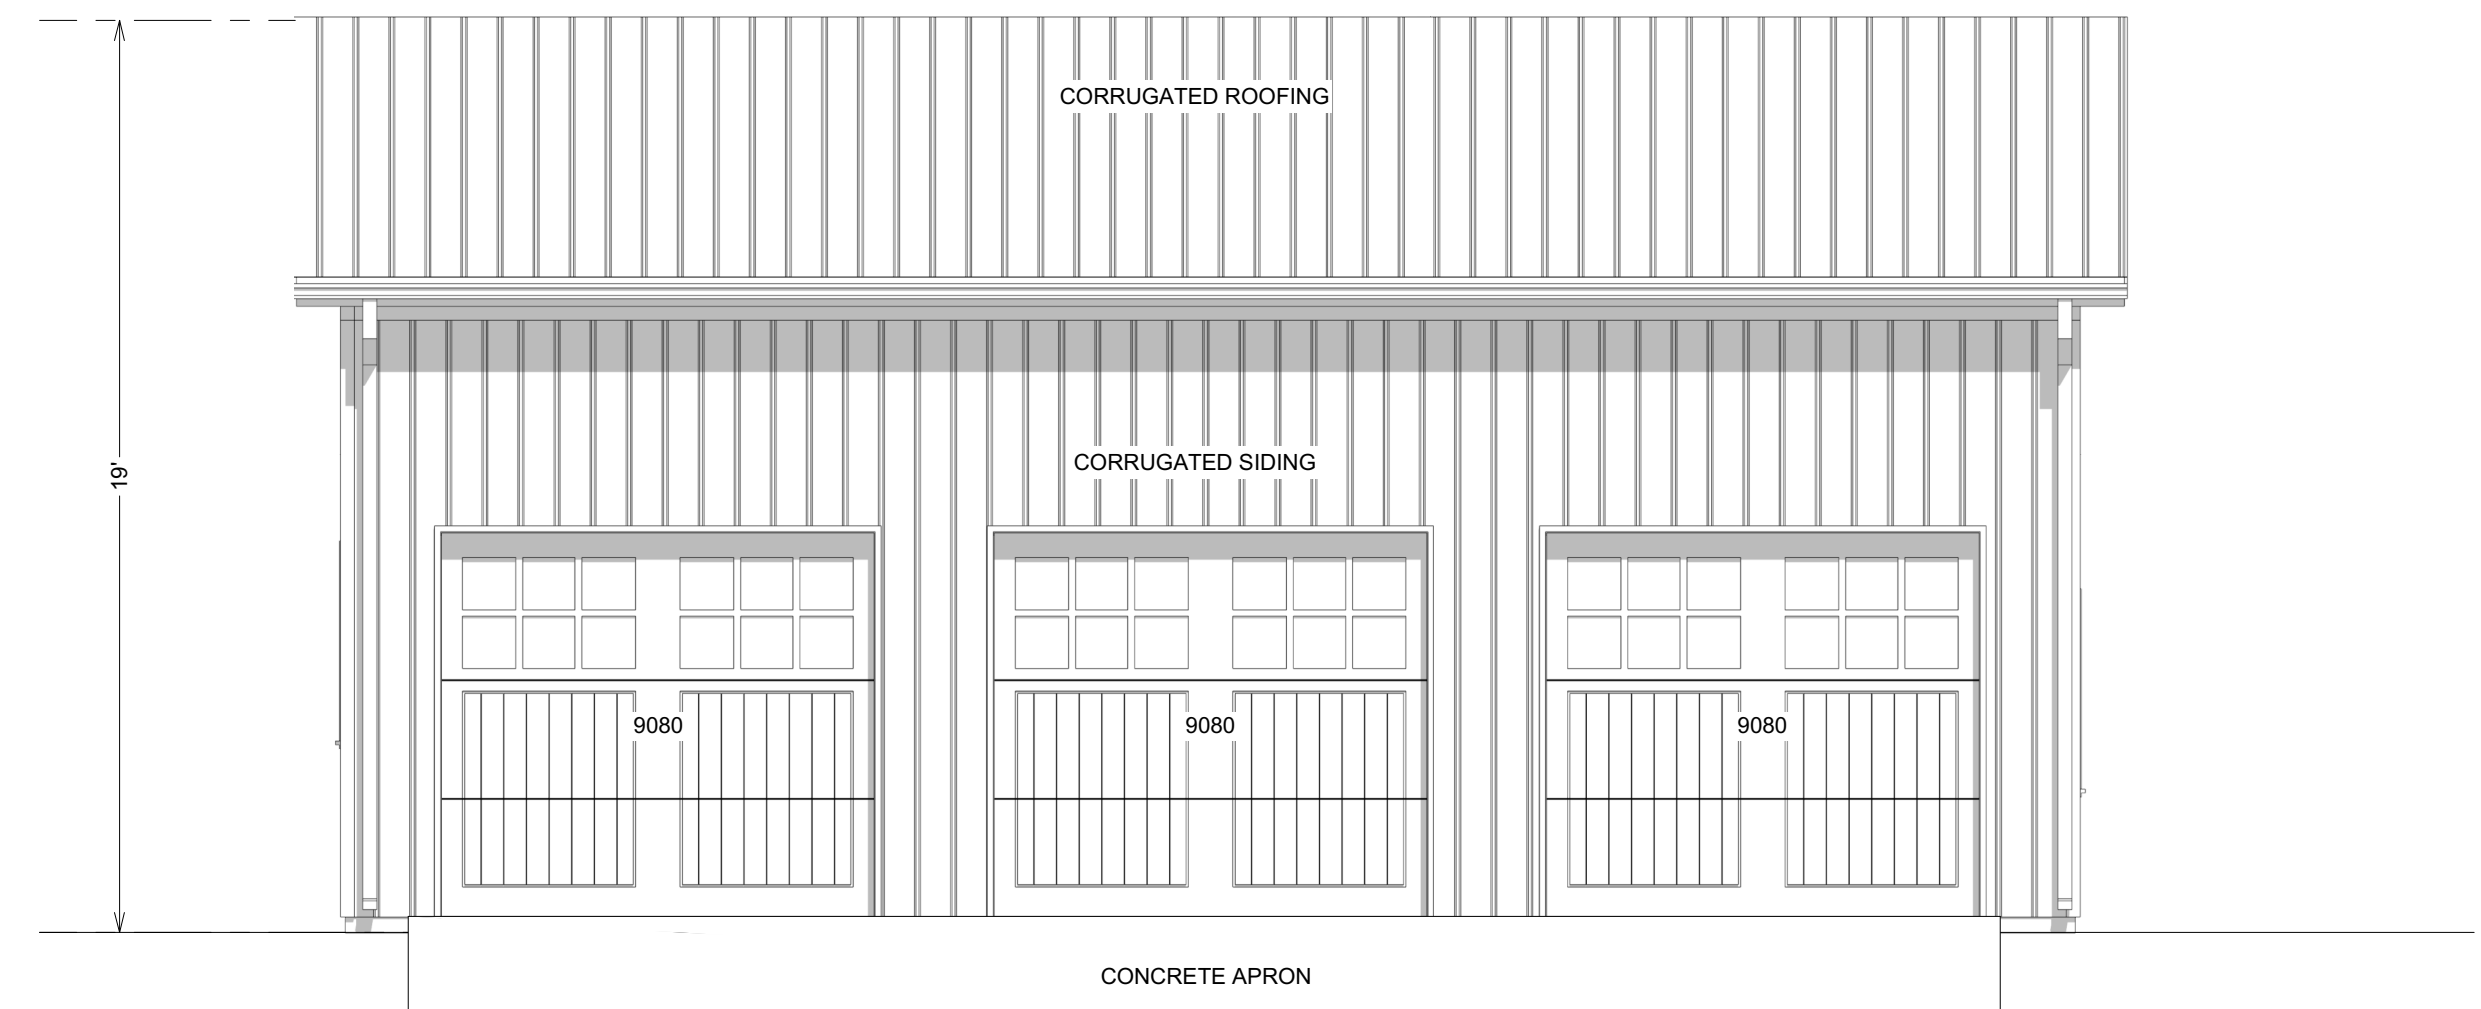 CORRUGATED ROOFING
19'
CORRUGATED SIDING
9080
9080
9080
CONCRETE APRON